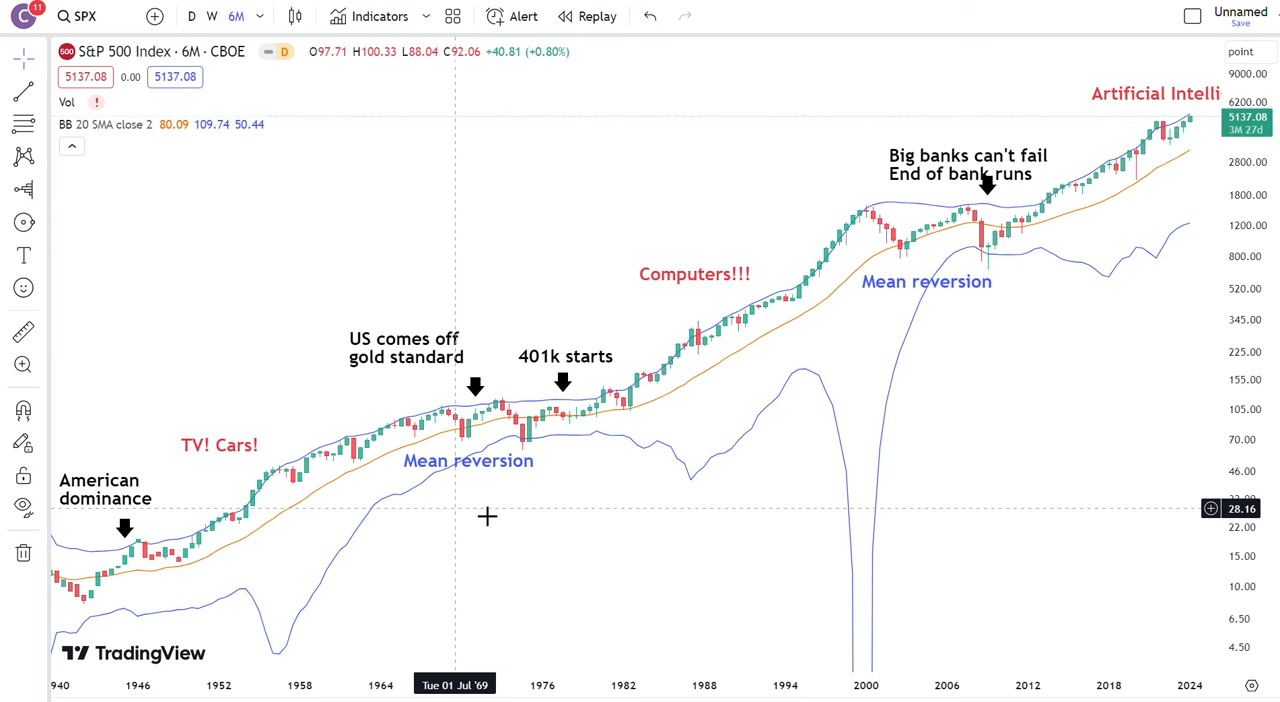 C
11
SPX
D W 6M
Indicators
Alert
Replay
Unnamed
Save
500 S&P 500 Index · 6M · CBOE D O97.71 H100.33 L88.04 C92.06 +40.81 (+0.80%)
point
5137.08 0.00 5137.08
Vol !
BB 20 SMA close 2 80.09 109.74 50.44
9000.00
Artificial Intelli
6200.00
5137.08
3M 27d
Big banks can't fail
End of bank runs
2800.00
1800.00
1200.00
800.00
Computers!!!
Mean reversion
520.00
345.00
US comes off
gold standard
401k starts
225.00
155.00
105.00
TV! Cars!
70.00
Mean reversion
46.00
American
dominance
32.00
28.16
22.00
15.00
10.00
6.50
4.50
TradingView
940 1946 1952 1958 1964 Tue 01 Jul '69 1976 1982 1988 1994 2000 2006 2012 2018 2024